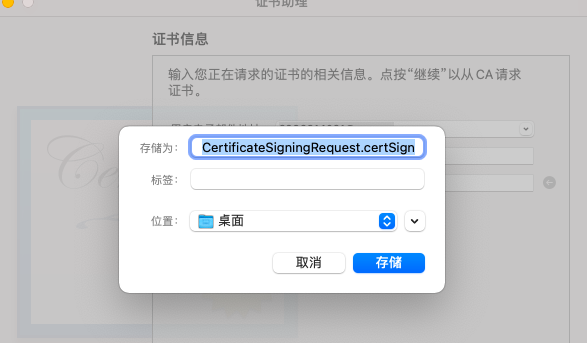 证书助理
证书信息
输入您正在请求的证书的相关信息。点按“继续”以从 CA 请求
证书。
存储为：
CertificateSigningRequest.certSign
标签：
位置：
桌面
取消
存储